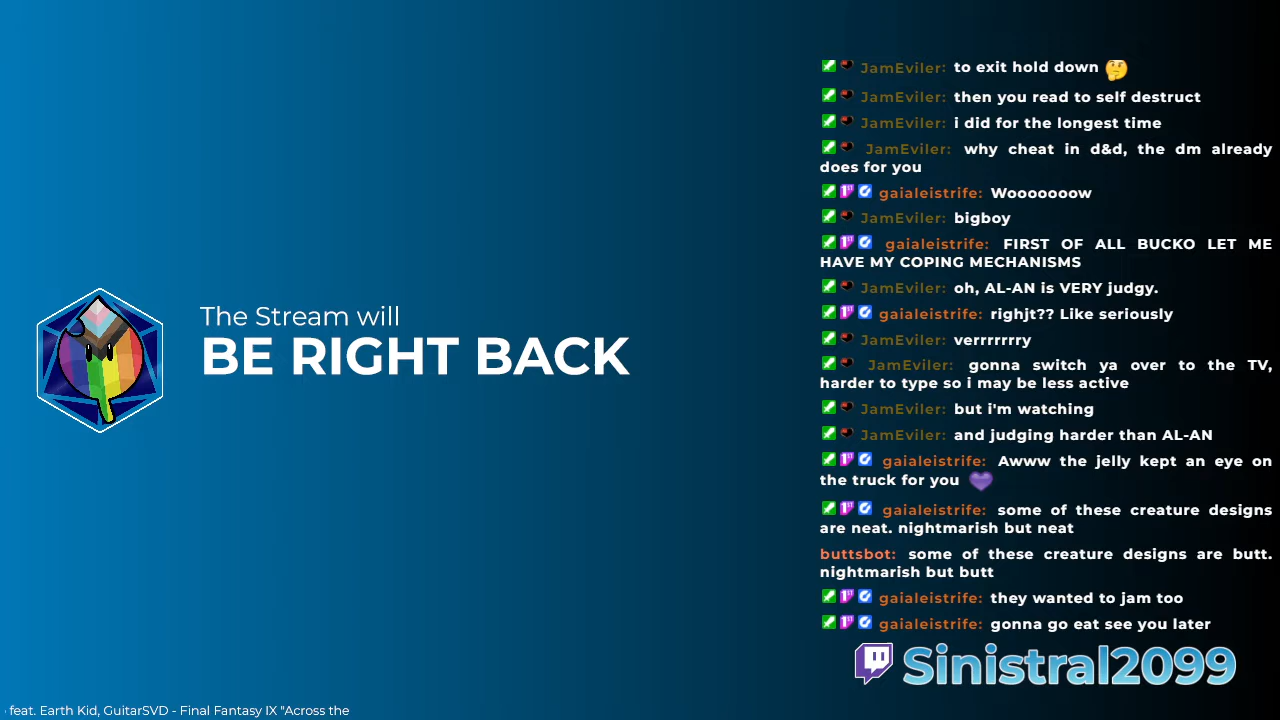 JamEviler: to exit hold down
JamEviler: then you read to self destruct
JamEviler: i did for the longest time
JamEviler: why cheat in d&d, the dm already
does for you
gaialeistrife: Wooooooow
JamEviler: bigboy
gaialeistrife: FIRST OF ALL BUCKO LET ME
HAVE MY COPING MECHANISMS
JamEviler: oh, AL-AN is VERY judgy.
gaialeistrife: righjt?? Like seriously
JamEviler: verrrrrrry
JamEviler: gonna switch ya over to the TV,
harder to type so i may be less active
JamEviler: but i'm watching
JamEviler: and judging harder than AL-AN
gaialeistrife: Awww the jelly kept an eye on
the truck for you
gaialeistrife: some of these creature designs
are neat. nightmarish but neat
buttsbot: some of these creature designs are butt.
nightmarish but butt
gaialeistrife: they wanted to jam too
gaialeistrife: gonna go eat see you later
The Stream will
BE RIGHT BACK
Sinistral2099
feat. Earth Kid, GuitarSVD - Final Fantasy IX "Across the